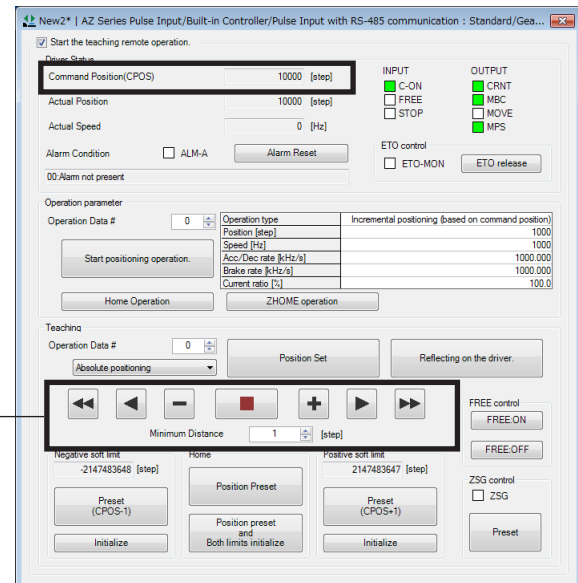 New2* | AZ Series Pulse Input/Built-in Controller/Pulse Input with RS-485 communication : Standard/Gea...
Start the teaching remote operation.
Driver Status
Command Position(CPOS) 10000 [step]
Actual Position 10000 [step]
Actual Speed 0 [Hz]
INPUT
C-ON
FREE
STOP
OUTPUT
CRNT
MBC
MOVE
MPS
Alarm Condition ALM-A Alarm Reset
00:Alarm not present
ETO control
ETO-MON ETO release
Operation parameter
Operation Data # 0
Start positioning operation.
Operation type Incremental positioning (based on command position)
Position [step] 1000
Speed [Hz] 1000
Acc/Dec rate [kHz/s] 1000.000
Brake rate [kHz/s] 1000.000
Current ratio [%] 100.0
Home Operation ZHOME operation
Teaching
Operation Data # 0
Absolute positioning
Position Set
Reflecting on the driver.
Minimum Distance 1 [step]
FREE control
FREE:ON
FREE:OFF
Negative soft limit
-2147483648 [step]
Preset
(CPOS-1)
Initialize
Home
Position Preset
Position preset
and
Both limits initialize
Positive soft limit
2147483647 [step]
Preset
(CPOS+1)
Initialize
ZSG control
ZSG
Preset